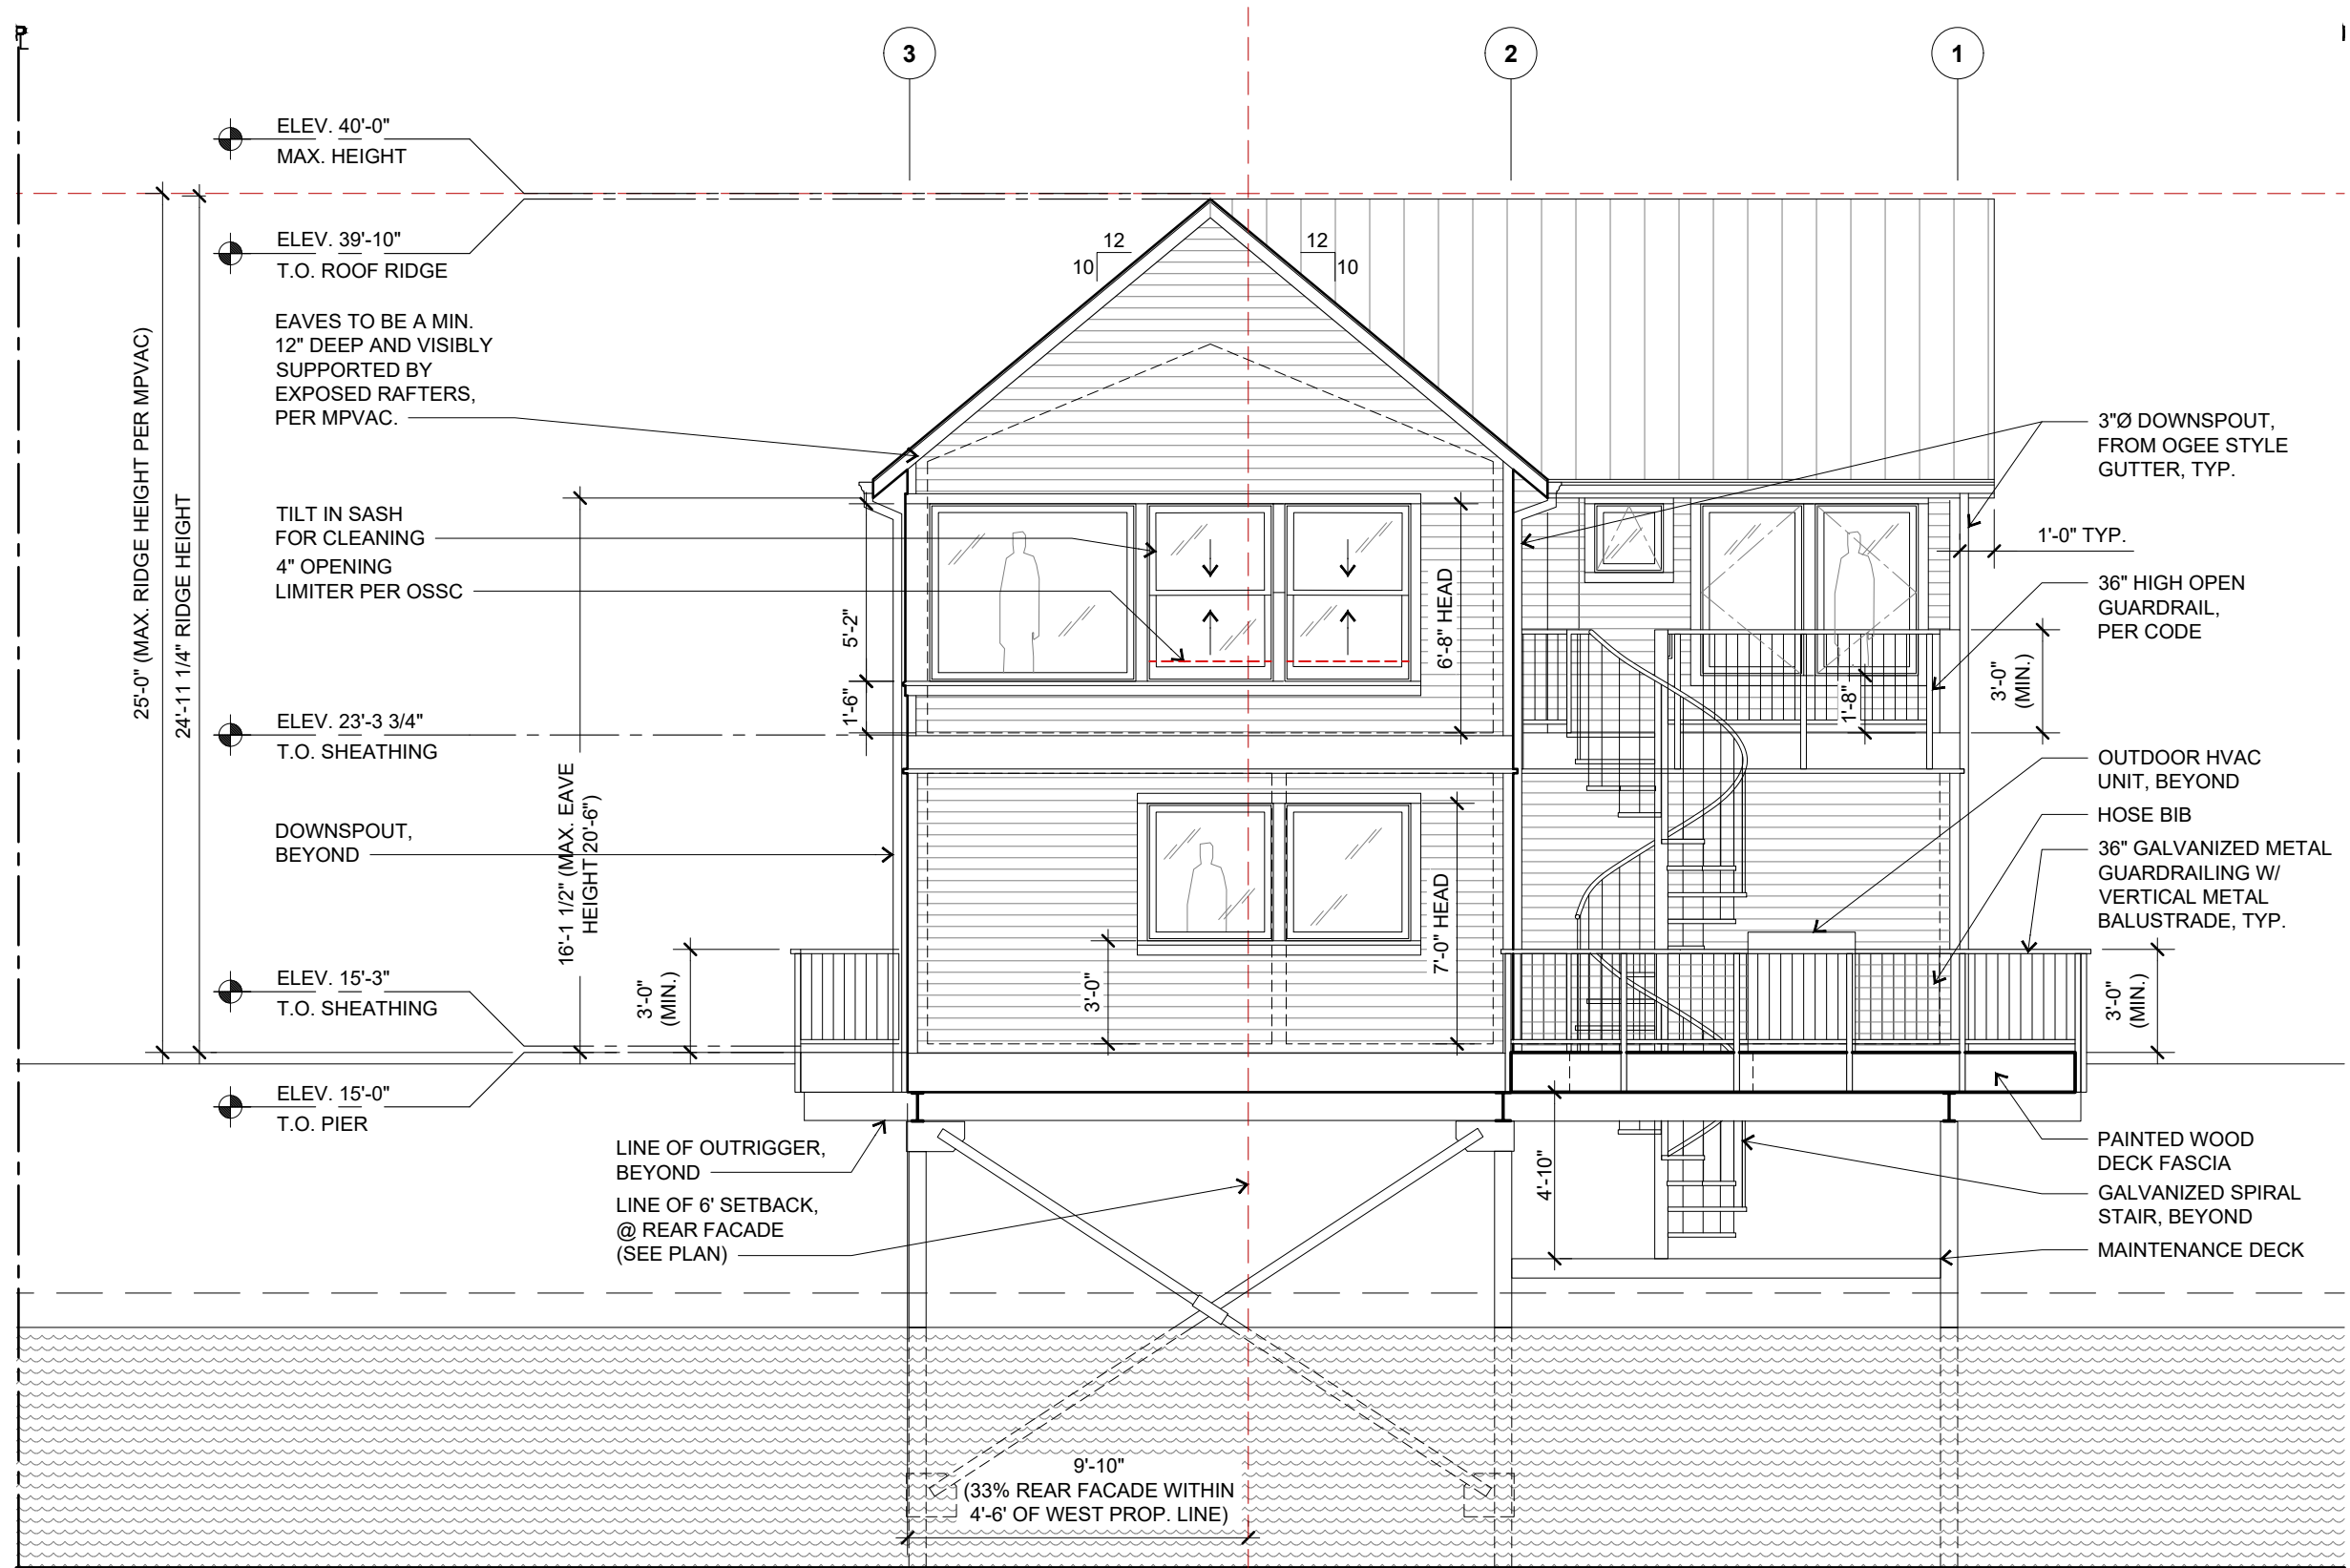 PL
3
2
1
ELEV. 40'-0"
MAX. HEIGHT
ELEV. 39'-10"
T.O. ROOF RIDGE
12
10
12
10
EAVES TO BE A MIN.
12" DEEP AND VISIBLY
SUPPORTED BY
EXPOSED RAFTERS,
PER MPVAC.
25'-0" (MAX. RIDGE HEIGHT PER MPVAC)
24'-11 1/4" RIDGE HEIGHT
TILT IN SASH
FOR CLEANING
4" OPENING
LIMITER PER OSSC
5'-2"
1'-6"
6'-8" HEAD
ELEV. 23'-3 3/4"
T.O. SHEATHING
16'-1 1/2" (MAX. EAVE
HEIGHT 20'-6")
DOWNSPOUT,
BEYOND
3'-0"
7'-0" HEAD
ELEV. 15'-3"
T.O. SHEATHING
3'-0"
(MIN.)
ELEV. 15'-0"
T.O. PIER
LINE OF OUTRIGGER,
BEYOND
LINE OF 6' SETBACK,
@ REAR FACADE
(SEE PLAN)
9'-10"
(33% REAR FACADE WITHIN
4'-6' OF WEST PROP. LINE)
3"Ø DOWNSPOUT,
FROM OGEE STYLE
GUTTER, TYP.
1'-0" TYP.
36" HIGH OPEN
GUARDRAIL,
PER CODE
3'-0"
(MIN.)
1'-8"
OUTDOOR HVAC
UNIT, BEYOND
HOSE BIB
36" GALVANIZED METAL
GUARDRAILING W/
VERTICAL METAL
BALUSTRADE, TYP.
3'-0"
(MIN.)
4'-10"
PAINTED WOOD
DECK FASCIA
GALVANIZED SPIRAL
STAIR, BEYOND
MAINTENANCE DECK